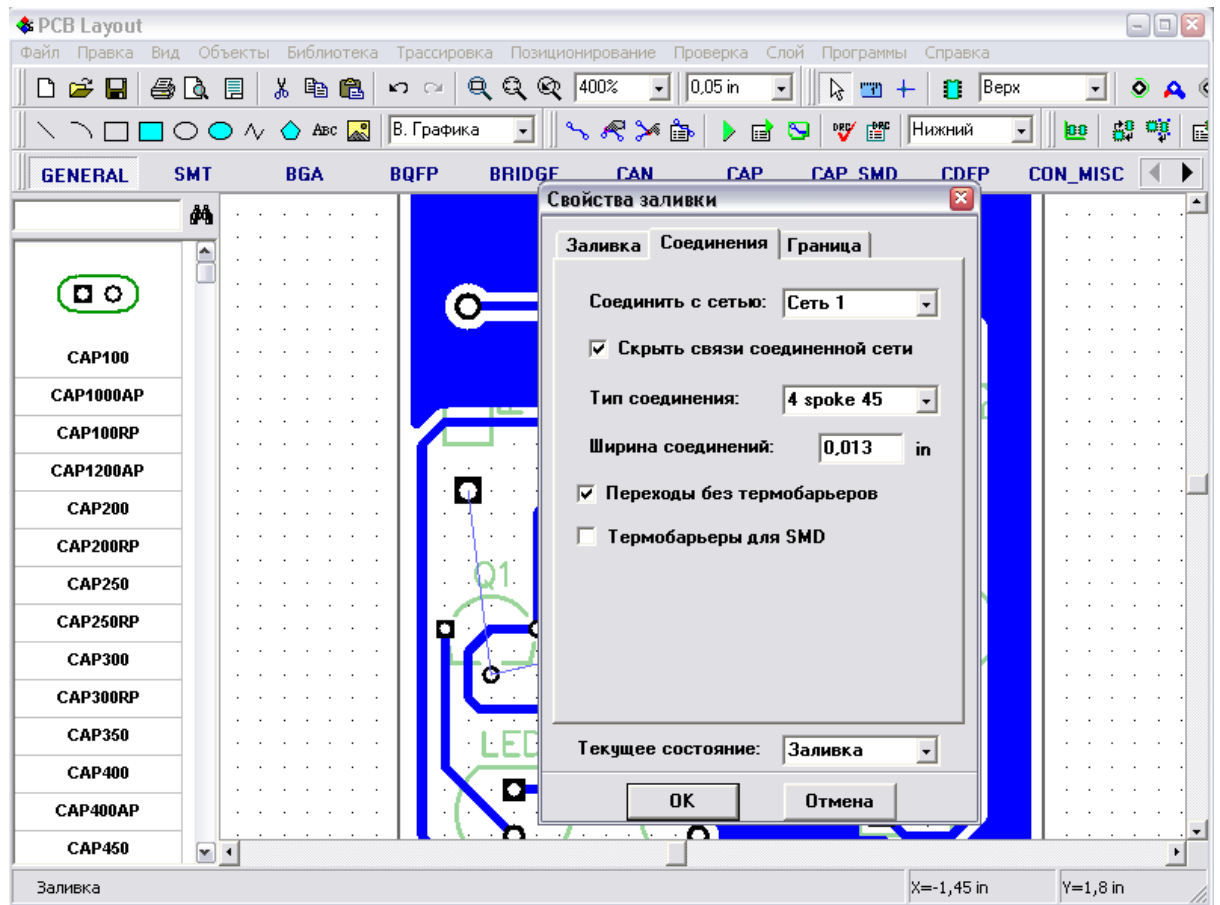 PCB Layout
Файл Правка Вид Объекты Библиотека Трассировка Позиционирование Проверка Слой Программы Справка
400% 0,05 in Верх
ABC В. Графика DRC DRC Нижний
GENERAL SMT BGA BQFP BRIDGE CAN CAP CAP_SMD CDFP CON_MISC
Свойства заливки
Заливка Соединения Граница
Соединить с сетью: Сеть 1
Скрыть связи соединенной сети
CAP100
Тип соединения: 4 spoke 45
CAP1000AP
CAP100RP
Ширина соединений: 0,013 in
CAP1200AP
Переходы без термобарьеров
CAP200
Термобарьеры для SMD
CAP200RP
Q1
CAP250
CAP250RP
CAP300
CAP300RP
CAP350
LED
Текущее состояние: Заливка
CAP400
OK Отмена
CAP400AP
CAP450
Заливка X=-1,45 in Y=1,8 in